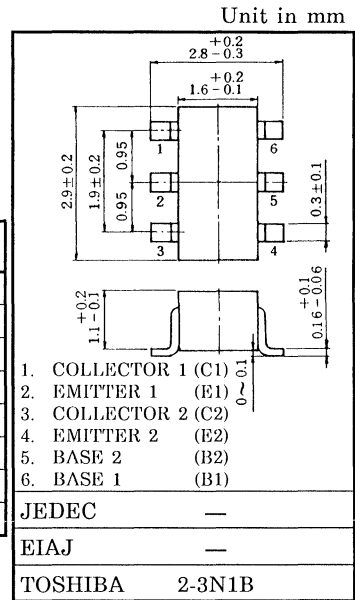 Unit in mm
+0.2
2.8 - 0.3
+0.2
1.6 - 0.1
2.9 ± 0.2
1.9 ± 0.2
0.95
0.95
1
2
3
6
5
4
0.3 ± 0.1
+0.2
1.1 - 0.1
+0.1
0.16 - 0.06
0 ~ 0.1
1. COLLECTOR 1 (C1)
2. EMITTER 1 (E1)
3. COLLECTOR 2 (C2)
4. EMITTER 2 (E2)
5. BASE 2 (B2)
6. BASE 1 (B1)
JEDEC —
EIAJ —
TOSHIBA 2-3N1B